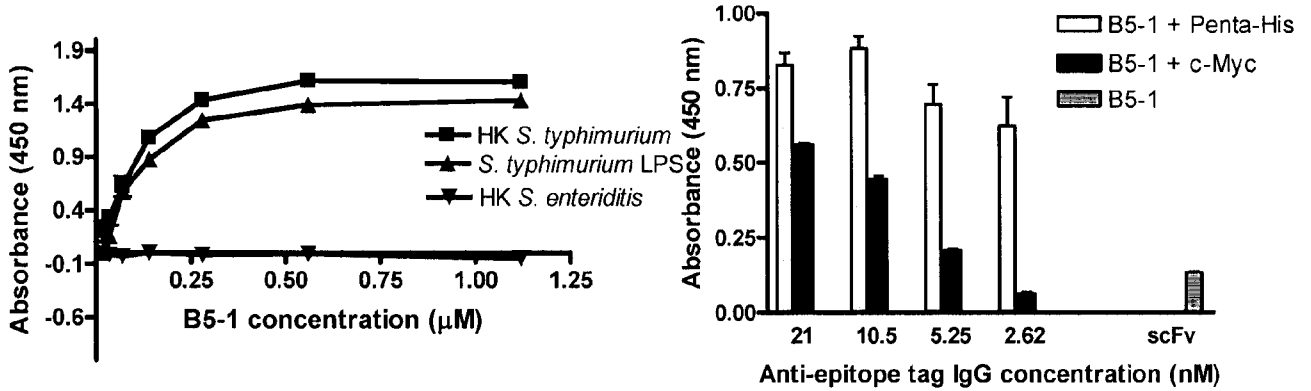 Absorbance (450 nm)
1.9
1.4
0.9
0.4
-0.1
-0.6
0.25
0.50
0.75
1.00
1.25
B5-1 concentration (μM)
HK S. typhimurium
S. typhimurium LPS
HK S. enteriditis
Absorbance (450 nm)
1.00
0.75
0.50
0.25
0.00
21
10.5
5.25
2.62
scFv
Anti-epitope tag IgG concentration (nM)
B5-1 + Penta-His
B5-1 + c-Myc
B5-1